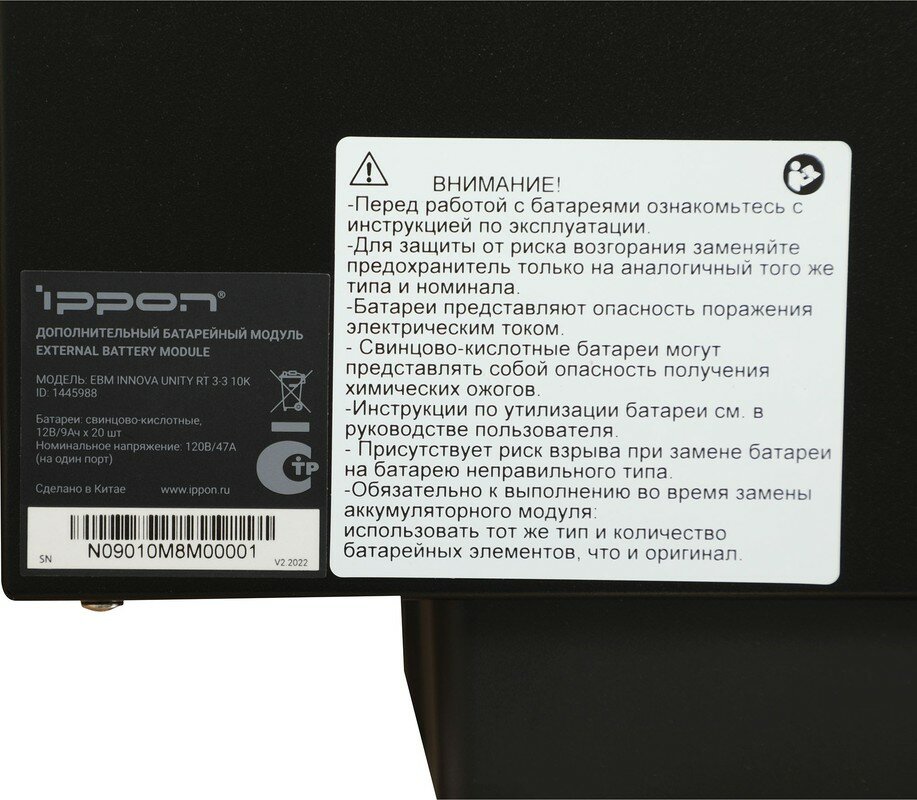 ippon®
ДОПОЛНИТЕЛЬНЫЙ БАТАРЕЙНЫЙ МОДУЛЬ
EXTERNAL BATTERY MODULE
МОДЕЛЬ: EBM INNOVA UNITY RT 3-3 10K
ID: 1445988
Батареи: свинцово-кислотные,
12В/9Ач x 20 шт
Номинальное напряжение: 120В/47А
(на один порт)
Сделано в Китае www.ippon.ru
N09010M8M00001
SN V2.2022
ВНИМАНИЕ!
-Перед работой с батареями ознакомьтесь с
инструкцией по эксплуатации.
-Для защиты от риска возгорания заменяйте
предохранитель только на аналогичный того же
типа и номинала.
-Батареи представляют опасность поражения
электрическим током.
- Свинцово-кислотные батареи могут
представлять собой опасность получения
химических ожогов.
-Инструкции по утилизации батареи см. в
руководстве пользователя.
- Присутствует риск взрыва при замене батареи
на батарею неправильного типа.
-Обязательно к выполнению во время замены
аккумуляторного модуля:
использовать тот же тип и количество
батарейных элементов, что и оригинал.